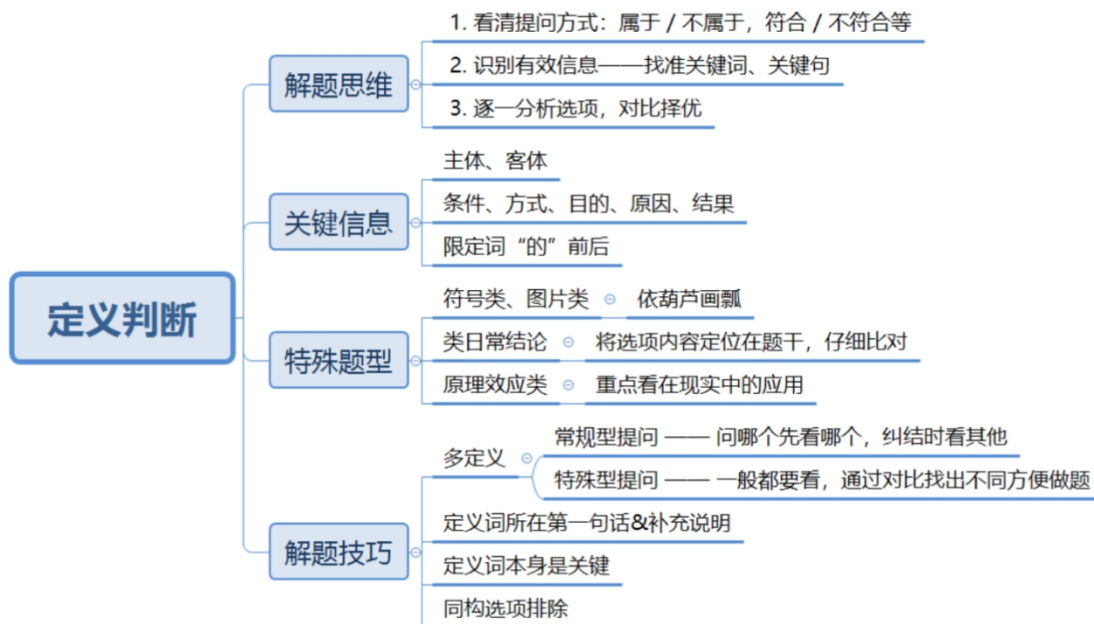 定义判断
解题思维
1. 看清提问方式：属于 / 不属于，符合 / 不符合等
2. 识别有效信息——找准关键词、关键句
3. 逐一分析选项，对比择优
关键信息
主体、客体
条件、方式、目的、原因、结果
限定词“的”前后
特殊题型
符号类、图片类
依葫芦画瓢
类日常结论
将选项内容定位在题干，仔细比对
原理效应类
重点看在现实中的应用
解题技巧
多定义
常规型提问 —— 问哪个先看哪个，纠结时看其他
特殊型提问 —— 一般都要看，通过对比找出不同方便做题
定义词所在第一句话&补充说明
定义词本身是关键
同构选项排除